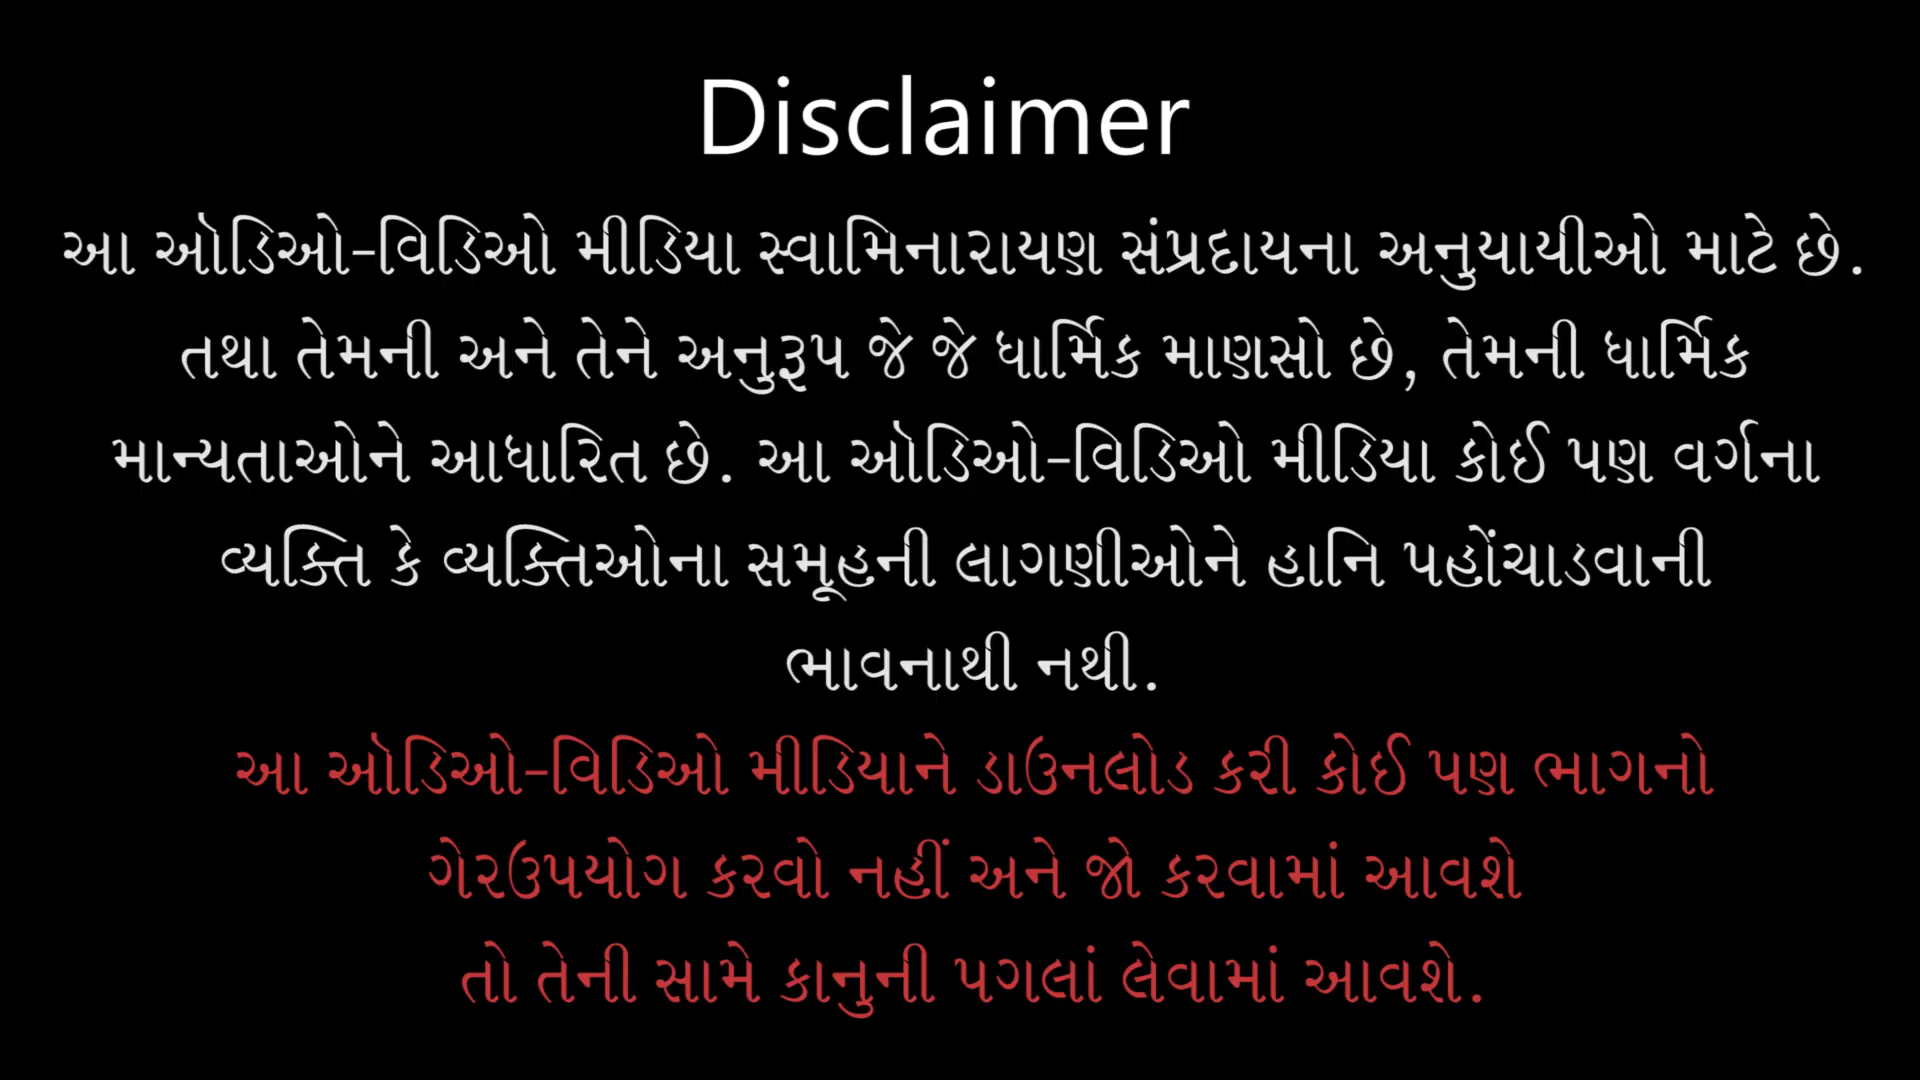 Disclaimer
આ ઑડિઓ-વિડિઓ મીડિયા સ્વામિનારાયણ સંપ્રદાયના અનુયાયીઓ માટે છે.
તથા તેમની અને તેને અનુરૂપ જે જે ધાર્મિક માણસો છે, તેમની ધાર્મિક
માન્યતાઓને આધારિત છે. આ ઑડિઓ-વિડિઓ મીડિયા કોઈ પણ વર્ગના
વ્યક્તિ કે વ્યક્તિઓના સમૂહની લાગણીઓને હાનિ પહોંચાડવાની
ભાવનાથી નથી.
આ ઑડિઓ-વિડિઓ મીડિયાને ડાઉનલોડ કરી કોઈ પણ ભાગનો
ગેરઉપયોગ કરવો નહીં અને જો કરવામાં આવશે
તો તેની સામે કાનુની પગલાં લેવામાં આવશે.